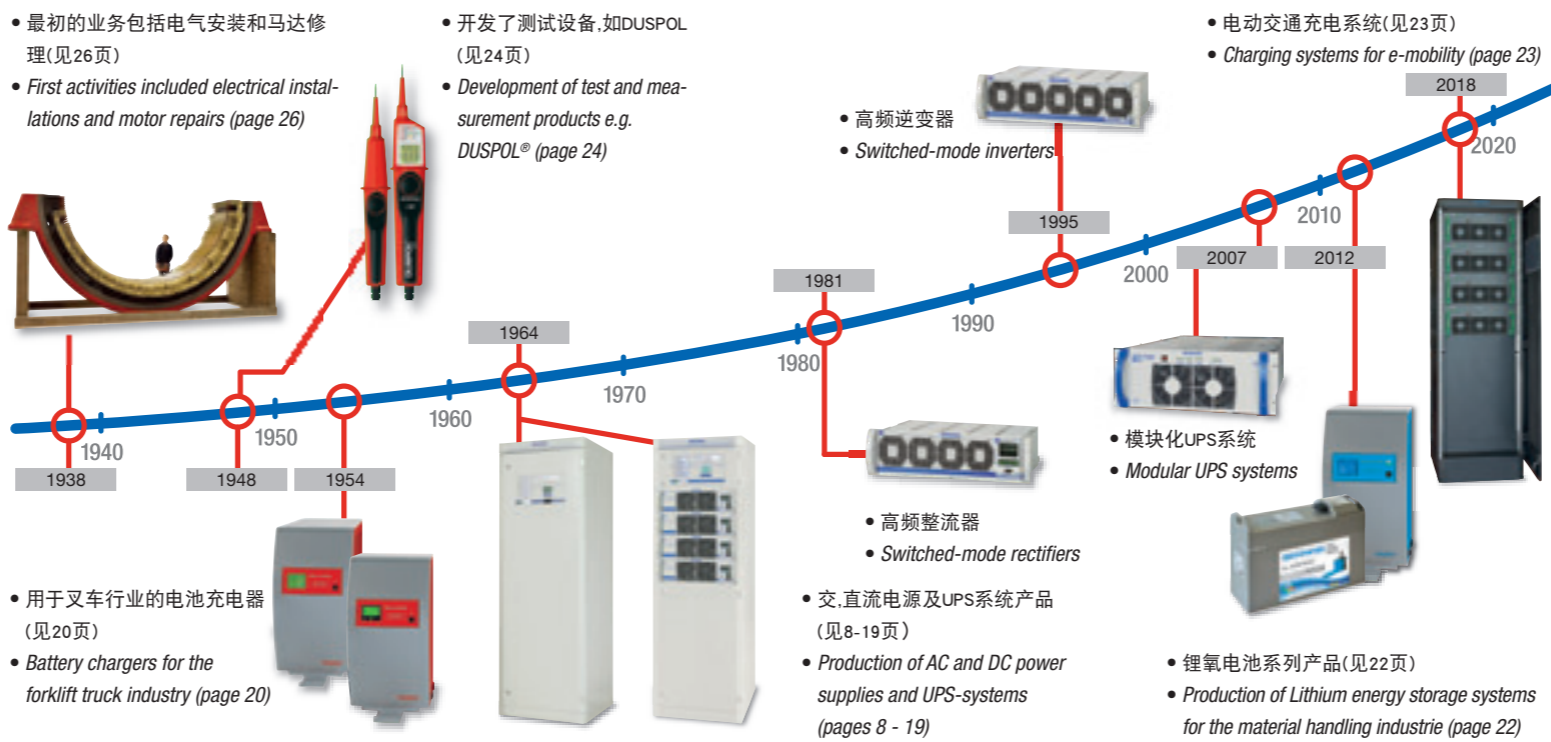 • 最初的业务包括电气安装和马达修
理(见26页)
• First activities included electrical instal-
lations and motor repairs (page 26)
• 开发了测试设备,如DUSPOL
(见24页)
• Development of test and mea-
surement products e.g.
DUSPOL® (page 24)
• 高频逆变器
• Switched-mode inverters
• 电动交通充电系统(见23页)
• Charging systems for e-mobility (page 23)
2018
2020
1995
2010
2007
2012
2000
1981
1990
1964
1980
1970
1960
1950
1940
1938
1948
1954
• 模块化UPS系统
• Modular UPS systems
• 高频整流器
• Switched-mode rectifiers
• 用于叉车行业的电池充电器
(见20页)
• Battery chargers for the
forklift truck industry (page 20)
• 交,直流电源及UPS系统产品
(见8-19页)
• Production of AC and DC power
supplies and UPS-systems
(pages 8 - 19)
• 锂氧电池系列产品(见22页)
• Production of Lithium energy storage systems
for the material handling industrie (page 22)